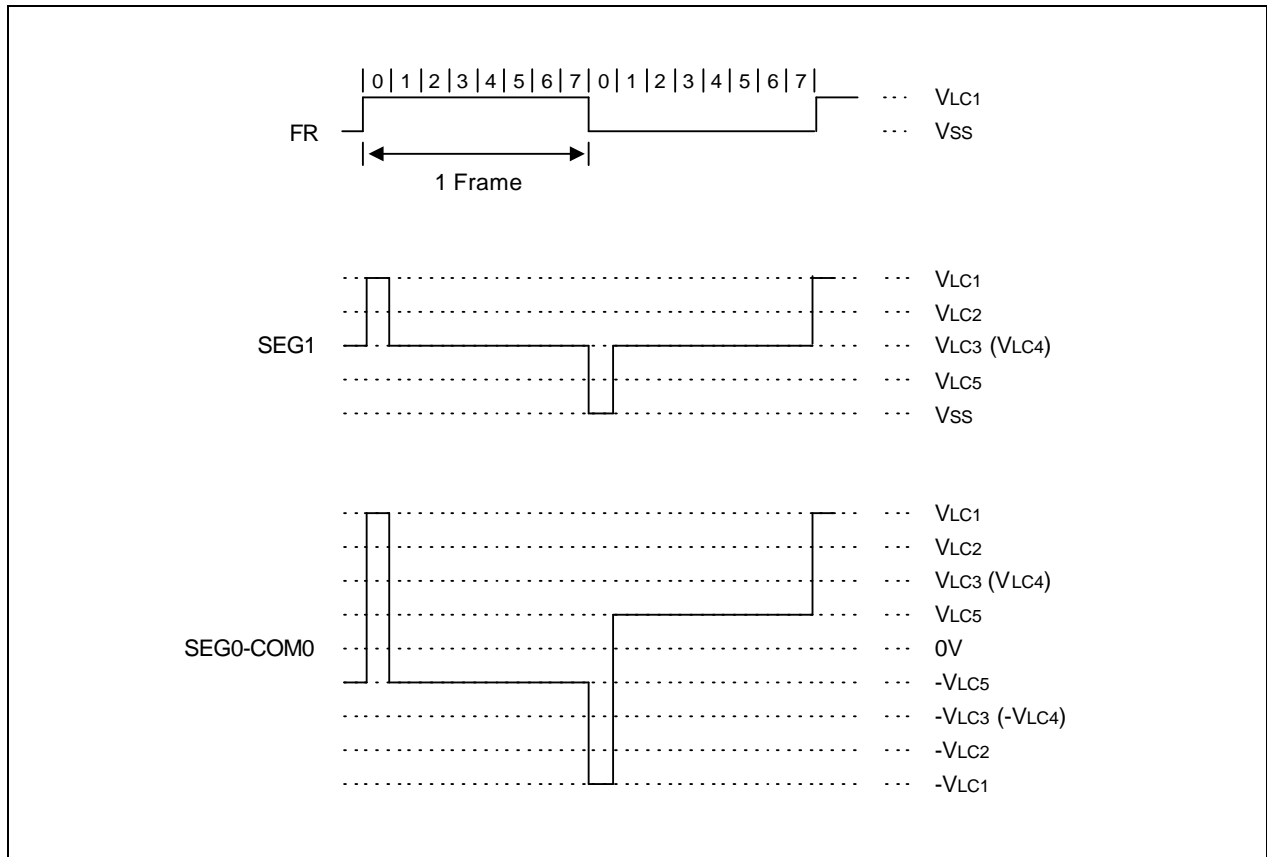 0 1 2 3 4 5 6 7 0 1 2 3 4 5 6 7
VLC1
FR
VSS
1 Frame
VLC1
VLC2
SEG1
VLC3 (VLC4)
VLC5
VSS
VLC1
VLC2
VLC3 (VLC4)
VLC5
SEG0-COM0
0V
-VLC5
-VLC3 (-VLC4)
-VLC2
-VLC1